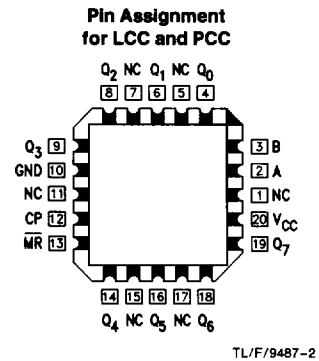 Pin Assignment
for LCC and PCC
Q2 NC Q1 NC Q0
8 7 6 5 4
Q3 9 3 B
GND 10 2 A
NC 11 1 NC
CP 12 20 VCC
M̅R̅ 13 19 Q7
14 15 16 17 18
Q4 NC Q5 NC Q6
TL/F/9487-2